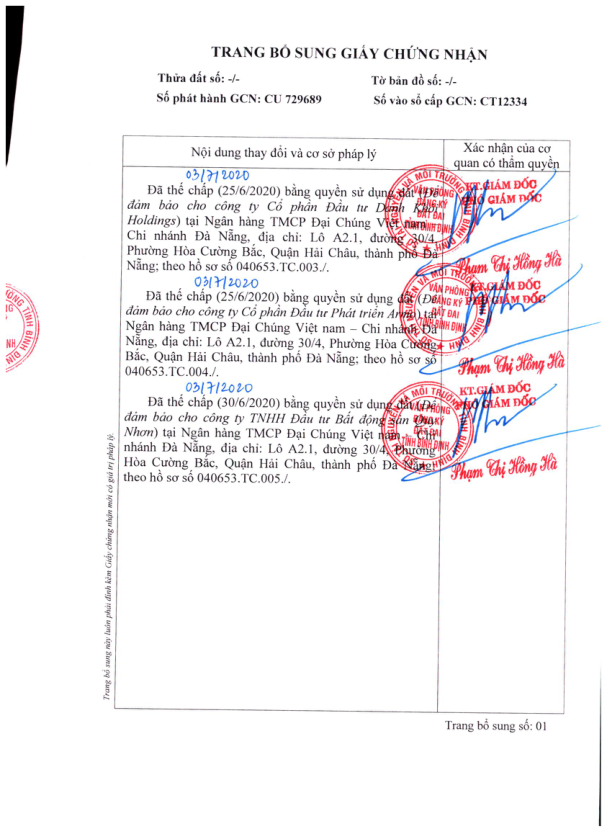 TRANG BỔ SUNG GIẤY CHỨNG NHẬN
Thửa đất số: -/-
Tờ bản đồ số: -/-
Số phát hành GCN: CU 729689
Số vào sổ cấp GCN: CT12334
Nội dung thay đổi và cơ sở pháp lý
Xác nhận của cơ
quan có thẩm quyền
03/7/2020
Đã thế chấp (25/6/2020) bằng quyền sử dụng đất (Để
đảm bảo cho công ty Cổ phần Đầu tư Danh Khôi
Holdings) tại Ngân hàng TMCP Đại Chúng Việt nam –
Chi nhánh Đà Nẵng, địa chỉ: Lô A2.1, đường 30/4,
Phường Hòa Cường Bắc, Quận Hải Châu, thành phố Đà
Nẵng; theo hồ sơ số 040653.TC.003./.
KT.GIÁM ĐỐC
PHÓ GIÁM ĐỐC
Phạm Thị Hồng Hà
03/7/2020
Đã thế chấp (25/6/2020) bằng quyền sử dụng đất (Để
đảm bảo cho công ty Cổ phần Đầu tư Phát triển) tại
Ngân hàng TMCP Đại Chúng Việt nam – Chi nhánh Đà
Nẵng, địa chỉ: Lô A2.1, đường 30/4, Phường Hòa Cường
Bắc, Quận Hải Châu, thành phố Đà Nẵng; theo hồ sơ số
040653.TC.004./.
KT.GIÁM ĐỐC
PHÓ GIÁM ĐỐC
Phạm Thị Hồng Hà
03/7/2020
Đã thế chấp (30/6/2020) bằng quyền sử dụng đất (Để
đảm bảo cho công ty TNHH Đầu tư Bất động Sản Quy
Nhơn) tại Ngân hàng TMCP Đại Chúng Việt nam – Chi
nhánh Đà Nẵng, địa chỉ: Lô A2.1, đường 30/4, Phường
Hòa Cường Bắc, Quận Hải Châu, thành phố Đà Nẵng;
theo hồ sơ số 040653.TC.005./.
KT.GIÁM ĐỐC
PHÓ GIÁM ĐỐC
Phạm Thị Hồng Hà
VĂN PHÒNG
ĐĂNG KÝ
ĐẤT ĐAI
TỈNH BÌNH ĐỊNH
Trang bổ sung này luôn phải đính kèm Giấy chứng nhận mới có giá trị pháp lý.
Trang bổ sung số: 01